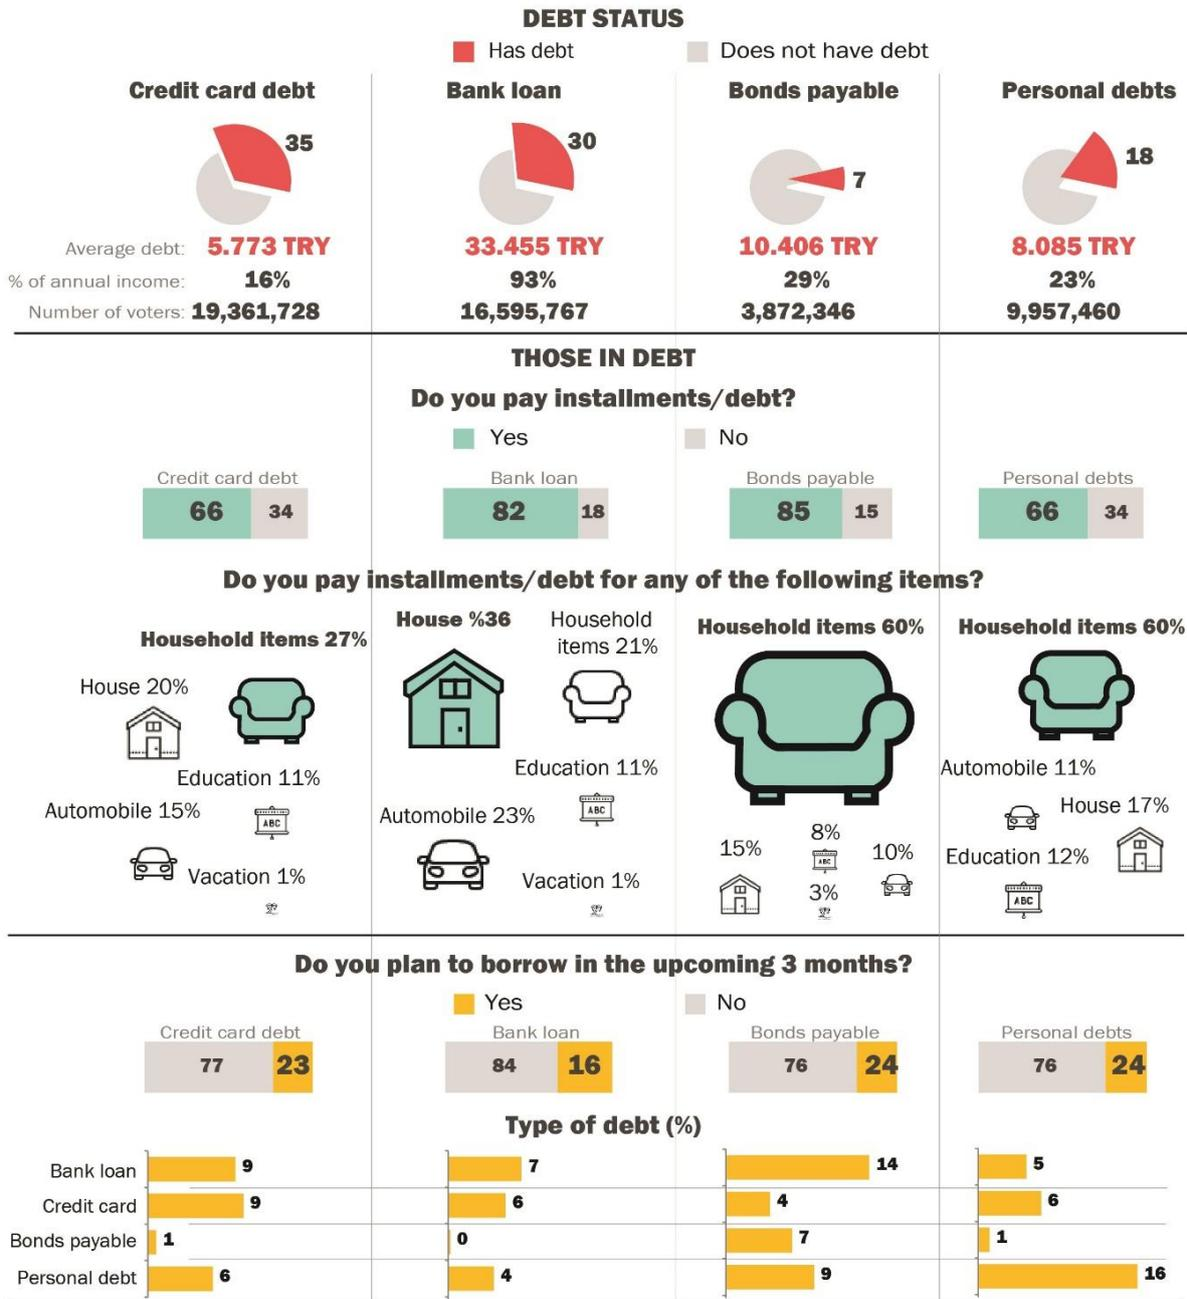 DEBT STATUS
Has debt Does not have debt
Credit card debt Bank loan Bonds payable Personal debts
35 30 7 18
Average debt: 5.773 TRY 33.455 TRY 10.406 TRY 8.085 TRY
% of annual income: 16% 93% 29% 23%
Number of voters: 19,361,728 16,595,767 3,872,346 9,957,460
THOSE IN DEBT
Do you pay installments/debt?
Yes No
Credit card debt Bank loan Bonds payable Personal debts
66 34 82 18 85 15 66 34
Do you pay installments/debt for any of the following items?
Household items 27%
House 20%
Education 11%
ABC
Automobile 15%
Vacation 1%
House %36
Household
items 21%
Education 11%
ABC
Automobile 23%
Vacation 1%
Household items 60%
15%
8%
ABC
3%
10%
Household items 60%
Automobile 11%
House 17%
Education 12%
ABC
Do you plan to borrow in the upcoming 3 months?
Yes No
Credit card debt Bank loan Bonds payable Personal debts
77 23 84 16 76 24 76 24
Type of debt (%)
Bank loan 9 7 14 5
Credit card 9 6 4 6
Bonds payable 1 0 7 1
Personal debt 6 4 9 16